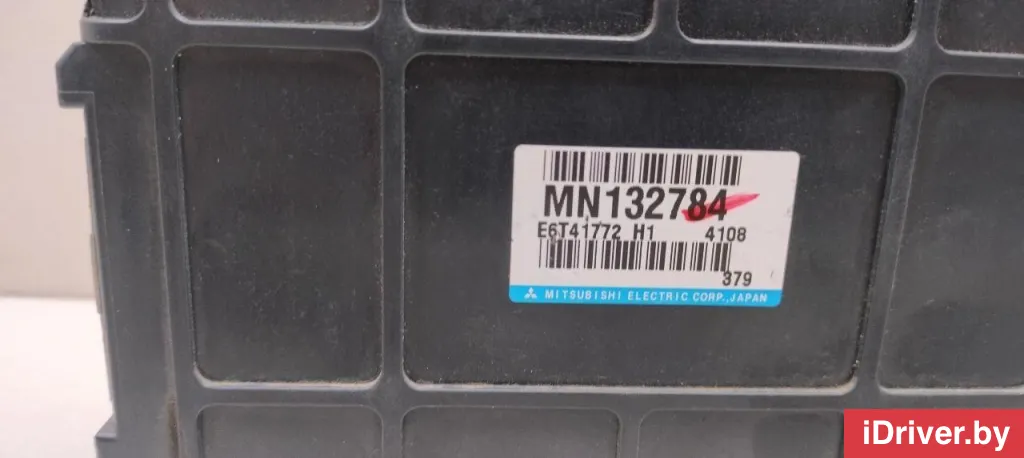 MN132784
E6T41772 H1 4108
379
MITSUBISHI ELECTRIC CORP., JAPAN
iDriver.by